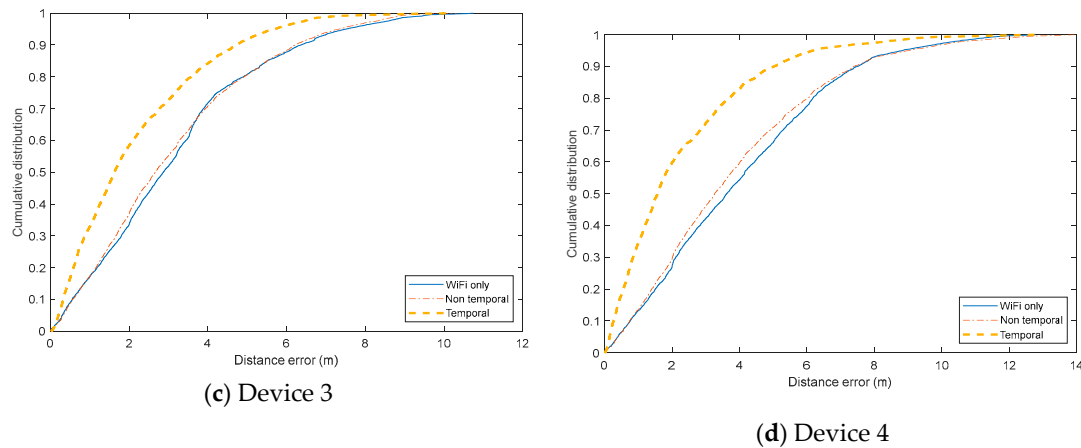 1
0.9
0.8
0.7
0.6
0.5
0.4
0.3
0.2
0.1
0
Cumulative distribution
WiFi only
Non temporal
Temporal
0 2 4 6 8 10 12
Distance error (m)
(c) Device 3
1
0.9
0.8
0.7
0.6
0.5
0.4
0.3
0.2
0.1
0
Cumulative distribution
WiFi only
Non temporal
Temporal
0 2 4 6 8 10 12 14
Distance error (m)
(d) Device 4